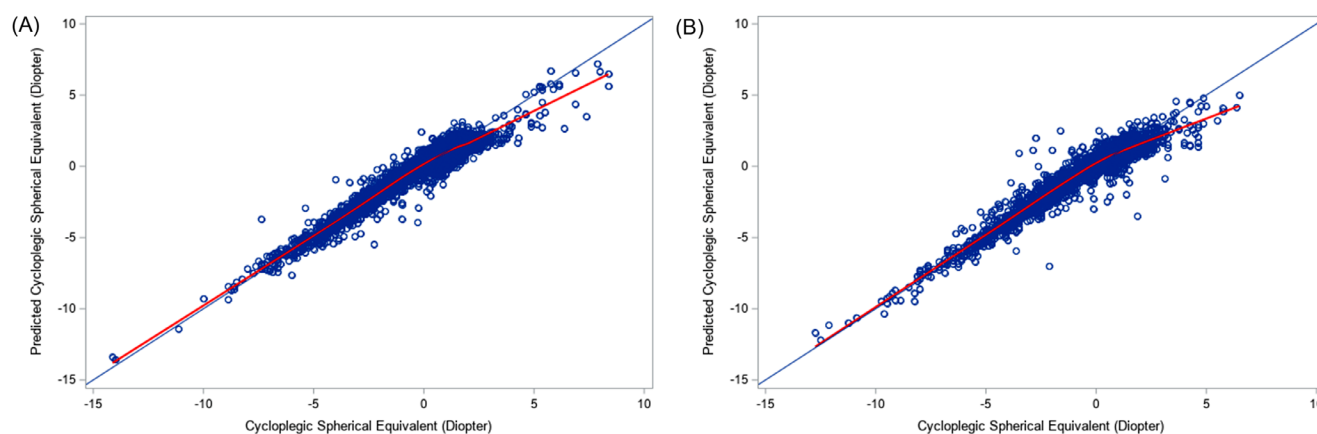 (A)
Predicted Cycloplegic Spherical Equivalent (Diopter)
10
5
0
-5
-10
-15
-15 -10 -5 0 5 10
Cycloplegic Spherical Equivalent (Diopter)
(B)
Predicted Cycloplegic Spherical Equivalent (Diopter)
10
5
0
-5
-10
-15
-15 -10 -5 0 5 10
Cycloplegic Spherical Equivalent (Diopter)